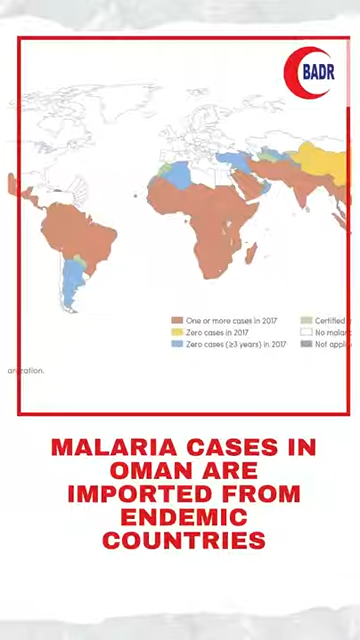 BADR
One or more cases in 2017
Zero cases in 2017
Zero cases (≥3 years) in 2017
Certified
No malar
Not appli
aration.
MALARIA CASES IN
OMAN ARE
IMPORTED FROM
ENDEMIC
COUNTRIES